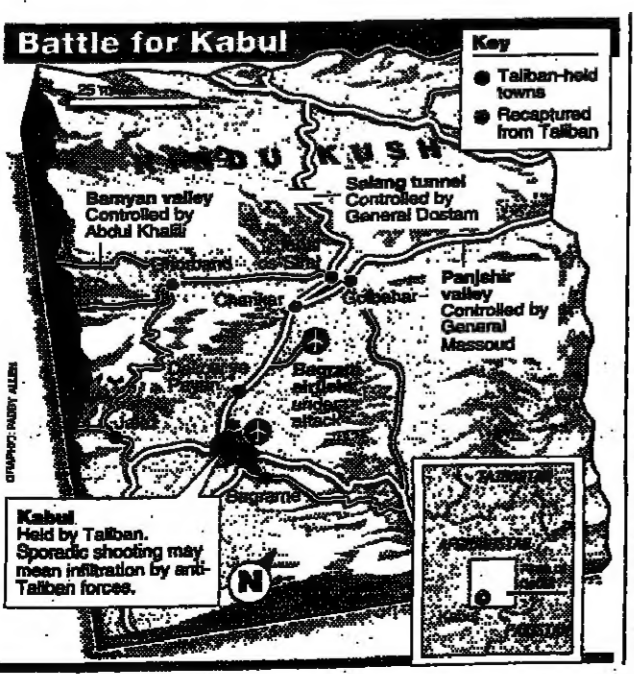 Battle for Kabul
Key
Taliban-held
towns
Recaptured
from Taliban
25
HINDU KUSH
Bamyan valley
Controlled by
Abdul Khalili
Salang tunnel
Controlled by
General Dostam
Panjshir
valley
Controlled by
General
Massoud
Charikar
Golbahar
Bagram
airfield
under
attack
Bagrame
Kabul
Held by Taliban.
Sporadic shooting may
mean infiltration by anti-
Taliban forces.
N
GRAPHIC: PADDY ALLEN